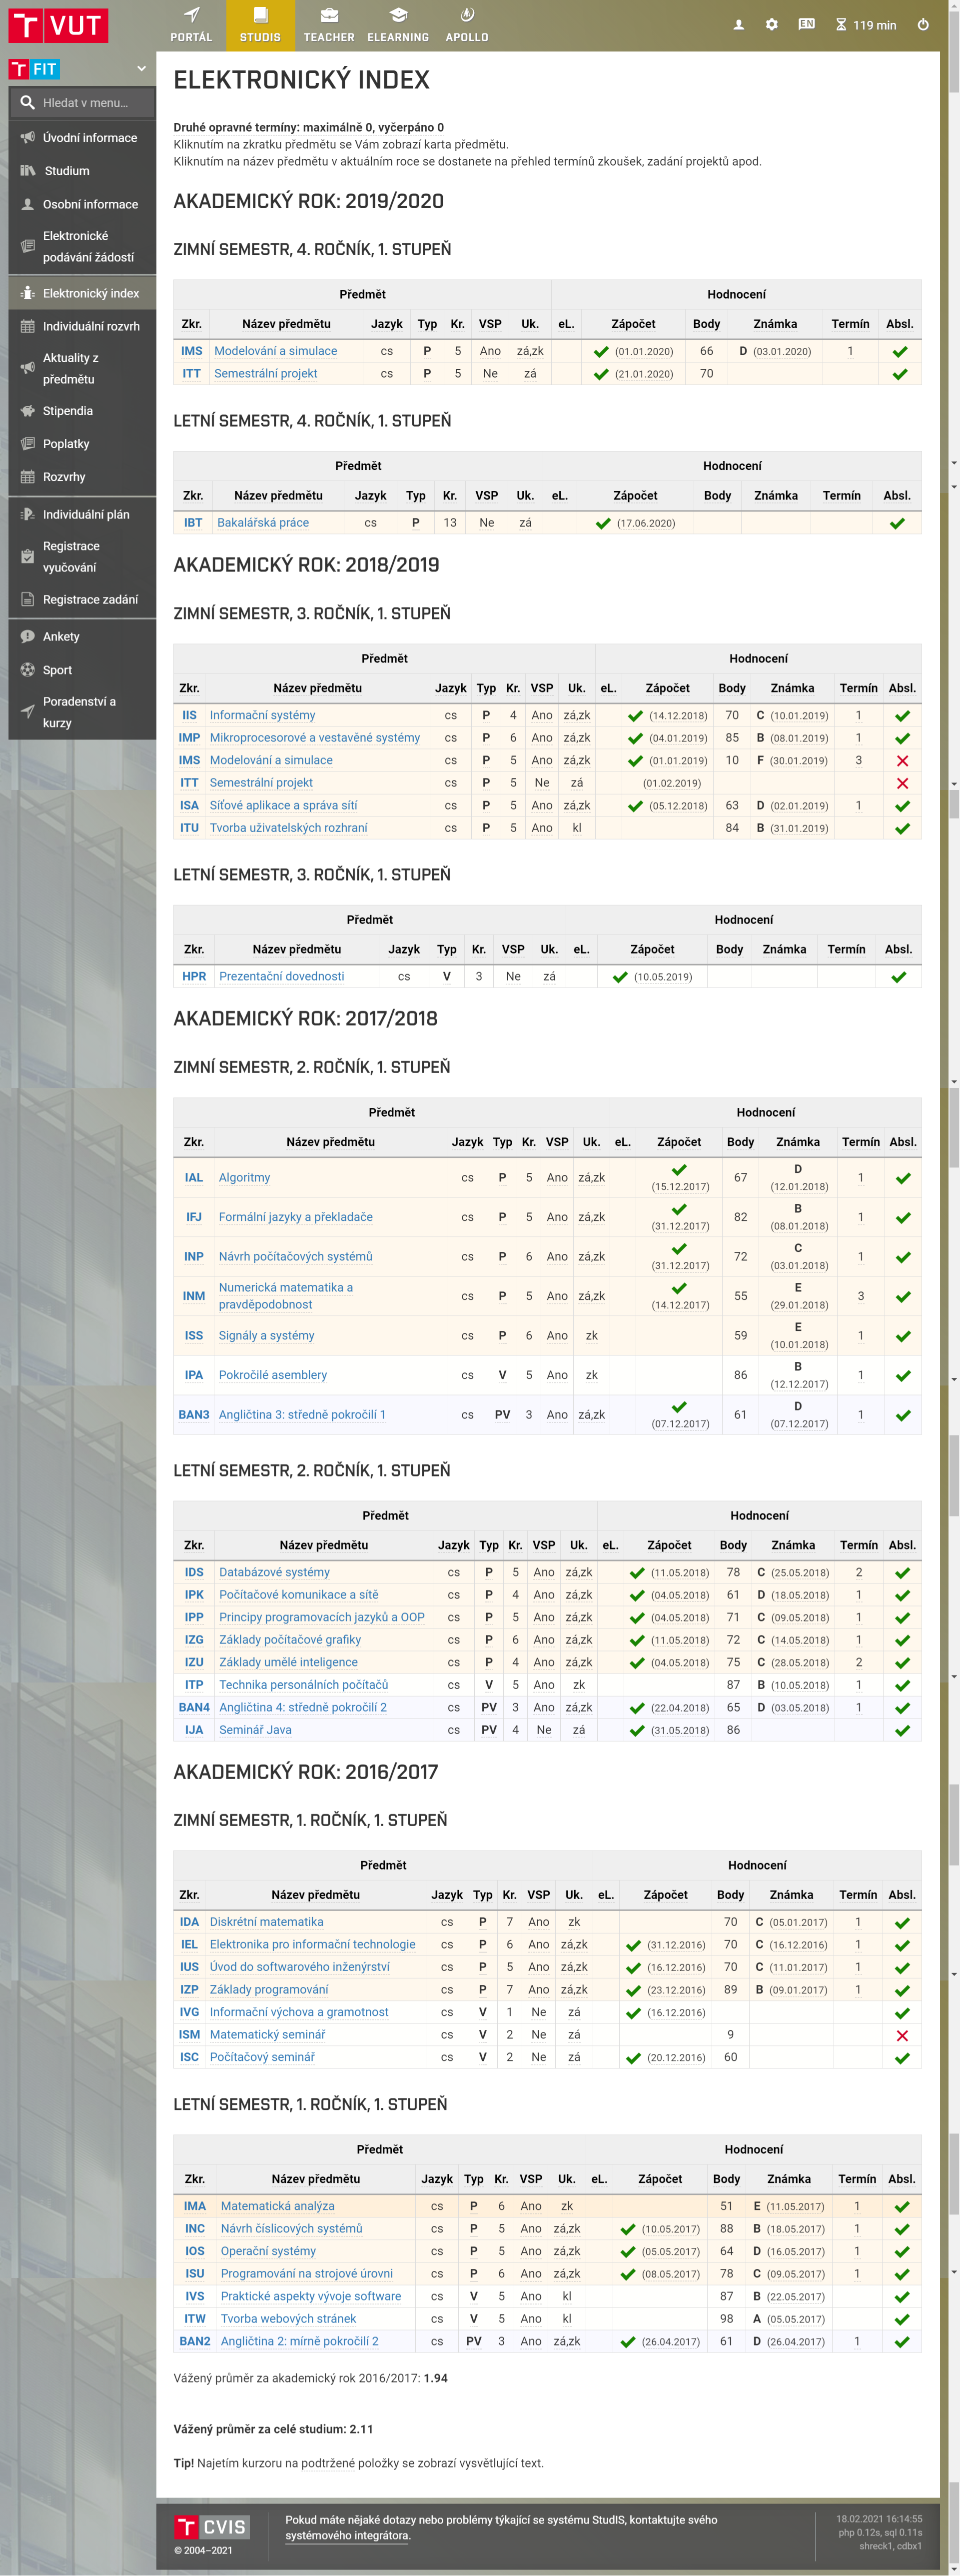 T VUT
PORTÁL STUDIS TEACHER ELEARNING APOLLO EN 119 min
T FIT
Hledat v menu...
Úvodní informace
Studium
Osobní informace
Elektronické
podávání žádostí
Elektronický index
Individuální rozvrh
Aktuality z
předmětu
Stipendia
Poplatky
Rozvrhy
Individuální plán
Registrace
vyučování
Registrace zadání
Ankety
Sport
Poradenství a
kurzy
ELEKTRONICKÝ INDEX
Druhé opravné termíny: maximálně 0, vyčerpáno 0
Kliknutím na zkratku předmětu se Vám zobrazí karta předmětu.
Kliknutím na název předmětu v aktuálním roce se dostanete na přehled termínů zkoušek, zadání projektů apod.
AKADEMICKÝ ROK: 2019/2020
ZIMNÍ SEMESTR, 4. ROČNÍK, 1. STUPEŇ
Předmět Hodnocení
Zkr. Název předmětu Jazyk Typ Kr. VSP Uk. eL. Zápočet Body Známka Termín Absl.
IMS Modelování a simulace cs P 5 Ano zá,zk (01.01.2020) 66 D (03.01.2020) 1
ITT Semestrální projekt cs P 5 Ne zá (21.01.2020) 70
LETNÍ SEMESTR, 4. ROČNÍK, 1. STUPEŇ
Předmět Hodnocení
Zkr. Název předmětu Jazyk Typ Kr. VSP Uk. eL. Zápočet Body Známka Termín Absl.
IBT Bakalářská práce cs P 13 Ne zá (17.06.2020)
AKADEMICKÝ ROK: 2018/2019
ZIMNÍ SEMESTR, 3. ROČNÍK, 1. STUPEŇ
Předmět Hodnocení
Zkr. Název předmětu Jazyk Typ Kr. VSP Uk. eL. Zápočet Body Známka Termín Absl.
IIS Informační systémy cs P 4 Ano zá,zk (14.12.2018) 70 C (10.01.2019) 1
IMP Mikroprocesorové a vestavěné systémy cs P 6 Ano zá,zk (04.01.2019) 85 B (08.01.2019) 1
IMS Modelování a simulace cs P 5 Ano zá,zk (01.01.2019) 10 F (30.01.2019) 3
ITT Semestrální projekt cs P 5 Ne zá (01.02.2019)
ISA Síťové aplikace a správa sítí cs P 5 Ano zá,zk (05.12.2018) 63 D (02.01.2019) 1
ITU Tvorba uživatelských rozhraní cs P 5 Ano kl 84 B (31.01.2019)
LETNÍ SEMESTR, 3. ROČNÍK, 1. STUPEŇ
Předmět Hodnocení
Zkr. Název předmětu Jazyk Typ Kr. VSP Uk. eL. Zápočet Body Známka Termín Absl.
HPR Prezentační dovednosti cs V 3 Ne zá (10.05.2019)
AKADEMICKÝ ROK: 2017/2018
ZIMNÍ SEMESTR, 2. ROČNÍK, 1. STUPEŇ
Předmět Hodnocení
Zkr. Název předmětu Jazyk Typ Kr. VSP Uk. eL. Zápočet Body Známka Termín Absl.
IAL Algoritmy cs P 5 Ano zá,zk (15.12.2017) 67 D (12.01.2018) 1
IFJ Formální jazyky a překladače cs P 5 Ano zá,zk (31.12.2017) 82 B (08.01.2018) 1
INP Návrh počítačových systémů cs P 6 Ano zá,zk (31.12.2017) 72 C (03.01.2018) 1
INM Numerická matematika a
pravděpodobnost cs P 5 Ano zá,zk (14.12.2017) 55 E (29.01.2018) 3
ISS Signály a systémy cs P 6 Ano zk 59 E (10.01.2018) 1
IPA Pokročilé asemblery cs V 5 Ano zk 86 B (12.12.2017) 1
BAN3 Angličtina 3: středně pokročilí 1 cs PV 3 Ano zá,zk (07.12.2017) 61 D (07.12.2017) 1
LETNÍ SEMESTR, 2. ROČNÍK, 1. STUPEŇ
Předmět Hodnocení
Zkr. Název předmětu Jazyk Typ Kr. VSP Uk. eL. Zápočet Body Známka Termín Absl.
IDS Databázové systémy cs P 5 Ano zá,zk (11.05.2018) 78 C (25.05.2018) 2
IPK Počítačové komunikace a sítě cs P 4 Ano zá,zk (04.05.2018) 61 D (18.05.2018) 1
IPP Principy programovacích jazyků a OOP cs P 5 Ano zá,zk (04.05.2018) 71 C (09.05.2018) 1
IZG Základy počítačové grafiky cs P 6 Ano zá,zk (11.05.2018) 72 C (14.05.2018) 1
IZU Základy umělé inteligence cs P 4 Ano zá,zk (04.05.2018) 75 C (28.05.2018) 2
ITP Technika personálních počítačů cs V 5 Ano zk 87 B (10.05.2018) 1
BAN4 Angličtina 4: středně pokročilí 2 cs PV 3 Ano zá,zk (22.04.2018) 65 D (03.05.2018) 1
IJA Seminář Java cs PV 4 Ne zá (31.05.2018) 86
AKADEMICKÝ ROK: 2016/2017
ZIMNÍ SEMESTR, 1. ROČNÍK, 1. STUPEŇ
Předmět Hodnocení
Zkr. Název předmětu Jazyk Typ Kr. VSP Uk. eL. Zápočet Body Známka Termín Absl.
IDA Diskrétní matematika cs P 7 Ano zk 70 C (05.01.2017) 1
IEL Elektronika pro informační technologie cs P 6 Ano zá,zk (31.12.2016) 70 C (16.12.2016) 1
IUS Úvod do softwarového inženýrství cs P 5 Ano zá,zk (16.12.2016) 70 C (11.01.2017) 1
IZP Základy programování cs P 7 Ano zá,zk (23.12.2016) 89 B (09.01.2017) 1
IVG Informační výchova a gramotnost cs V 1 Ne zá (16.12.2016)
ISM Matematický seminář cs V 2 Ne zá 9
ISC Počítačový seminář cs V 2 Ne zá (20.12.2016) 60
LETNÍ SEMESTR, 1. ROČNÍK, 1. STUPEŇ
Předmět Hodnocení
Zkr. Název předmětu Jazyk Typ Kr. VSP Uk. eL. Zápočet Body Známka Termín Absl.
IMA Matematická analýza cs P 6 Ano zk 51 E (11.05.2017) 1
INC Návrh číslicových systémů cs P 5 Ano zá,zk (10.05.2017) 88 B (18.05.2017) 1
IOS Operační systémy cs P 5 Ano zá,zk (05.05.2017) 64 D (16.05.2017) 1
ISU Programování na strojové úrovni cs P 6 Ano zá,zk (08.05.2017) 78 C (09.05.2017) 1
IVS Praktické aspekty vývoje software cs V 5 Ano kl 87 B (22.05.2017)
ITW Tvorba webových stránek cs V 5 Ano kl 98 A (05.05.2017)
BAN2 Angličtina 2: mírně pokročilí 2 cs PV 3 Ano zá,zk (26.04.2017) 61 D (26.04.2017) 1
Vážený průměr za akademický rok 2016/2017: 1.94
Vážený průměr za celé studium: 2.11
Tip! Najetím kurzoru na podtržené položky se zobrazí vysvětlující text.
T CVIS
© 2004–2021
Pokud máte nějaké dotazy nebo problémy týkající se systému StudIS, kontaktujte svého
systémového integrátora.
18.02.2021 16:14:55
php 0.12s, sql 0.11s
shreck1, cdbx1